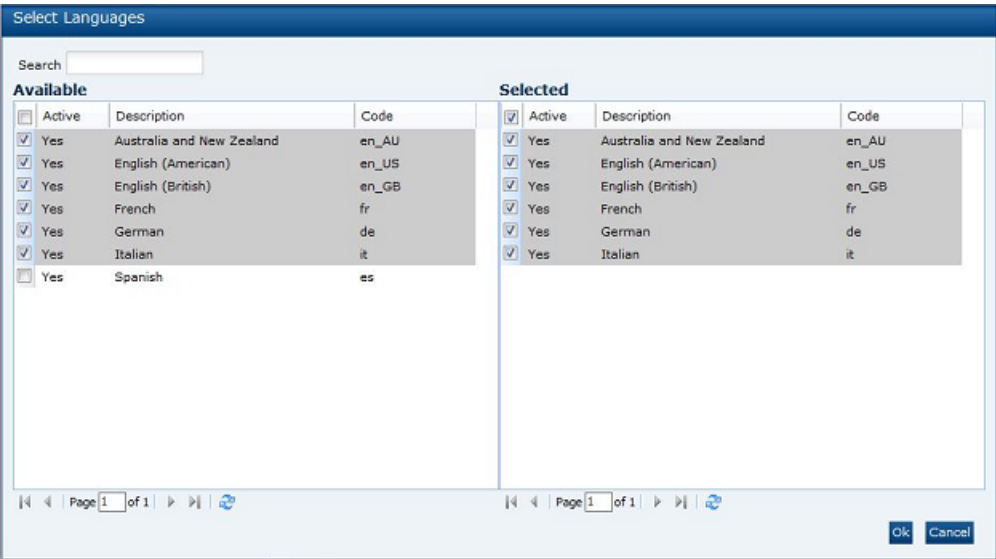 Select Languages
Search
Available
Active Description Code
Yes Australia and New Zealand en_AU
Yes English (American) en_US
Yes English (British) en_GB
Yes French fr
Yes German de
Yes Italian it
Yes Spanish es
Page 1 of 1
Selected
Active Description Code
Yes Australia and New Zealand en_AU
Yes English (American) en_US
Yes English (British) en_GB
Yes French fr
Yes German de
Yes Italian it
Page 1 of 1
Ok Cancel